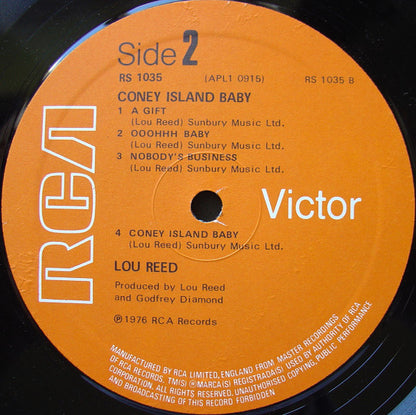 Side 2
RS 1035 (APL1 0915) RS 1035 B
CONEY ISLAND BABY
1 A GIFT
(Lou Reed) Sunbury Music Ltd.
2 OOOHHH BABY
(Lou Reed) Sunbury Music Ltd.
3 NOBODY'S BUSINESS
(Lou Reed) Sunbury Music Ltd.
RCA
Victor
4 CONEY ISLAND BABY
(Lou Reed) Sunbury Music Ltd.
LOU REED
Produced by Lou Reed
and Godfrey Diamond
℗1976 RCA Records
MANUFACTURED BY RCA LIMITED, ENGLAND FROM MASTER RECORDINGS
OF RCA RECORDS. TM(S) ® MARCA(S) REGISTRADA(S) USED BY AUTHORITY OF RCA
CORPORATION. ALL RIGHTS RESERVED. UNAUTHORISED COPYING, PUBLIC PERFORMANCE
AND BROADCASTING OF THIS RECORD FORBIDDEN